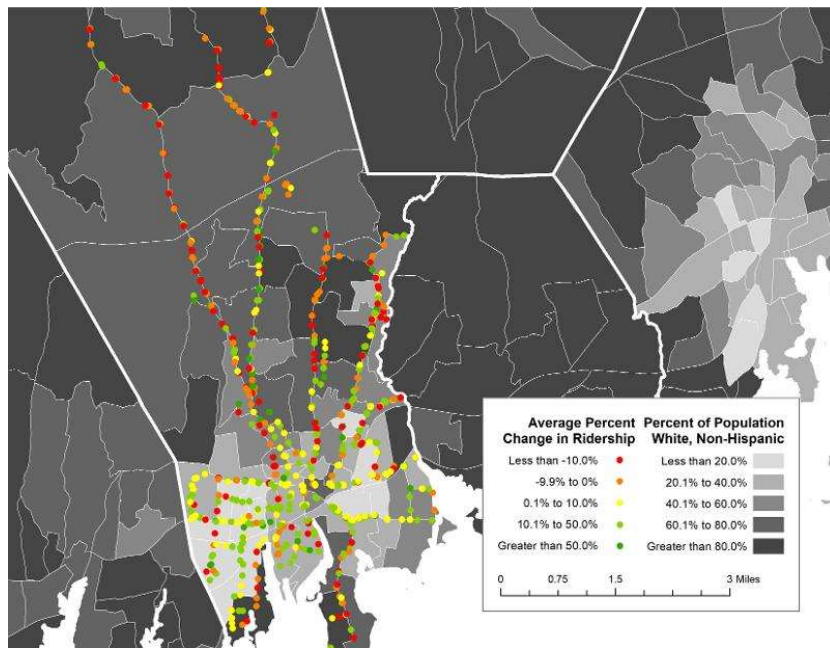 Average Percent Change in Ridership
Less than -10.0%
-9.9% to 0%
0.1% to 10.0%
10.1% to 50.0%
Greater than 50.0%
Percent of Population White, Non-Hispanic
Less than 20.0%
20.1% to 40.0%
40.1% to 60.0%
60.1% to 80.0%
Greater than 80.0%
0 0.75 1.5 3 Miles